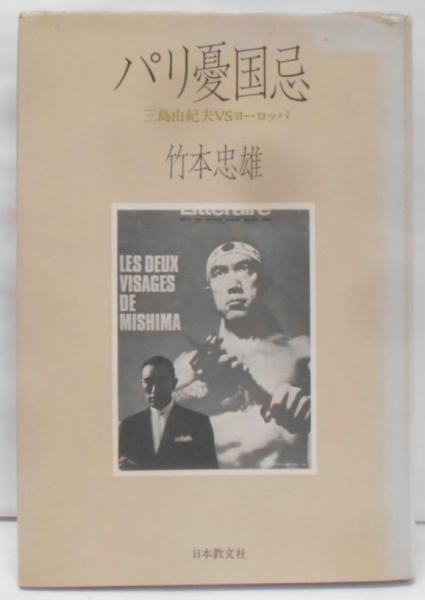 パリ憂国忌
三島由紀夫VSヨーロッパ
竹本忠雄
Littéraire
LES DEUX
VISAGES
DE
MISHIMA
日本教文社